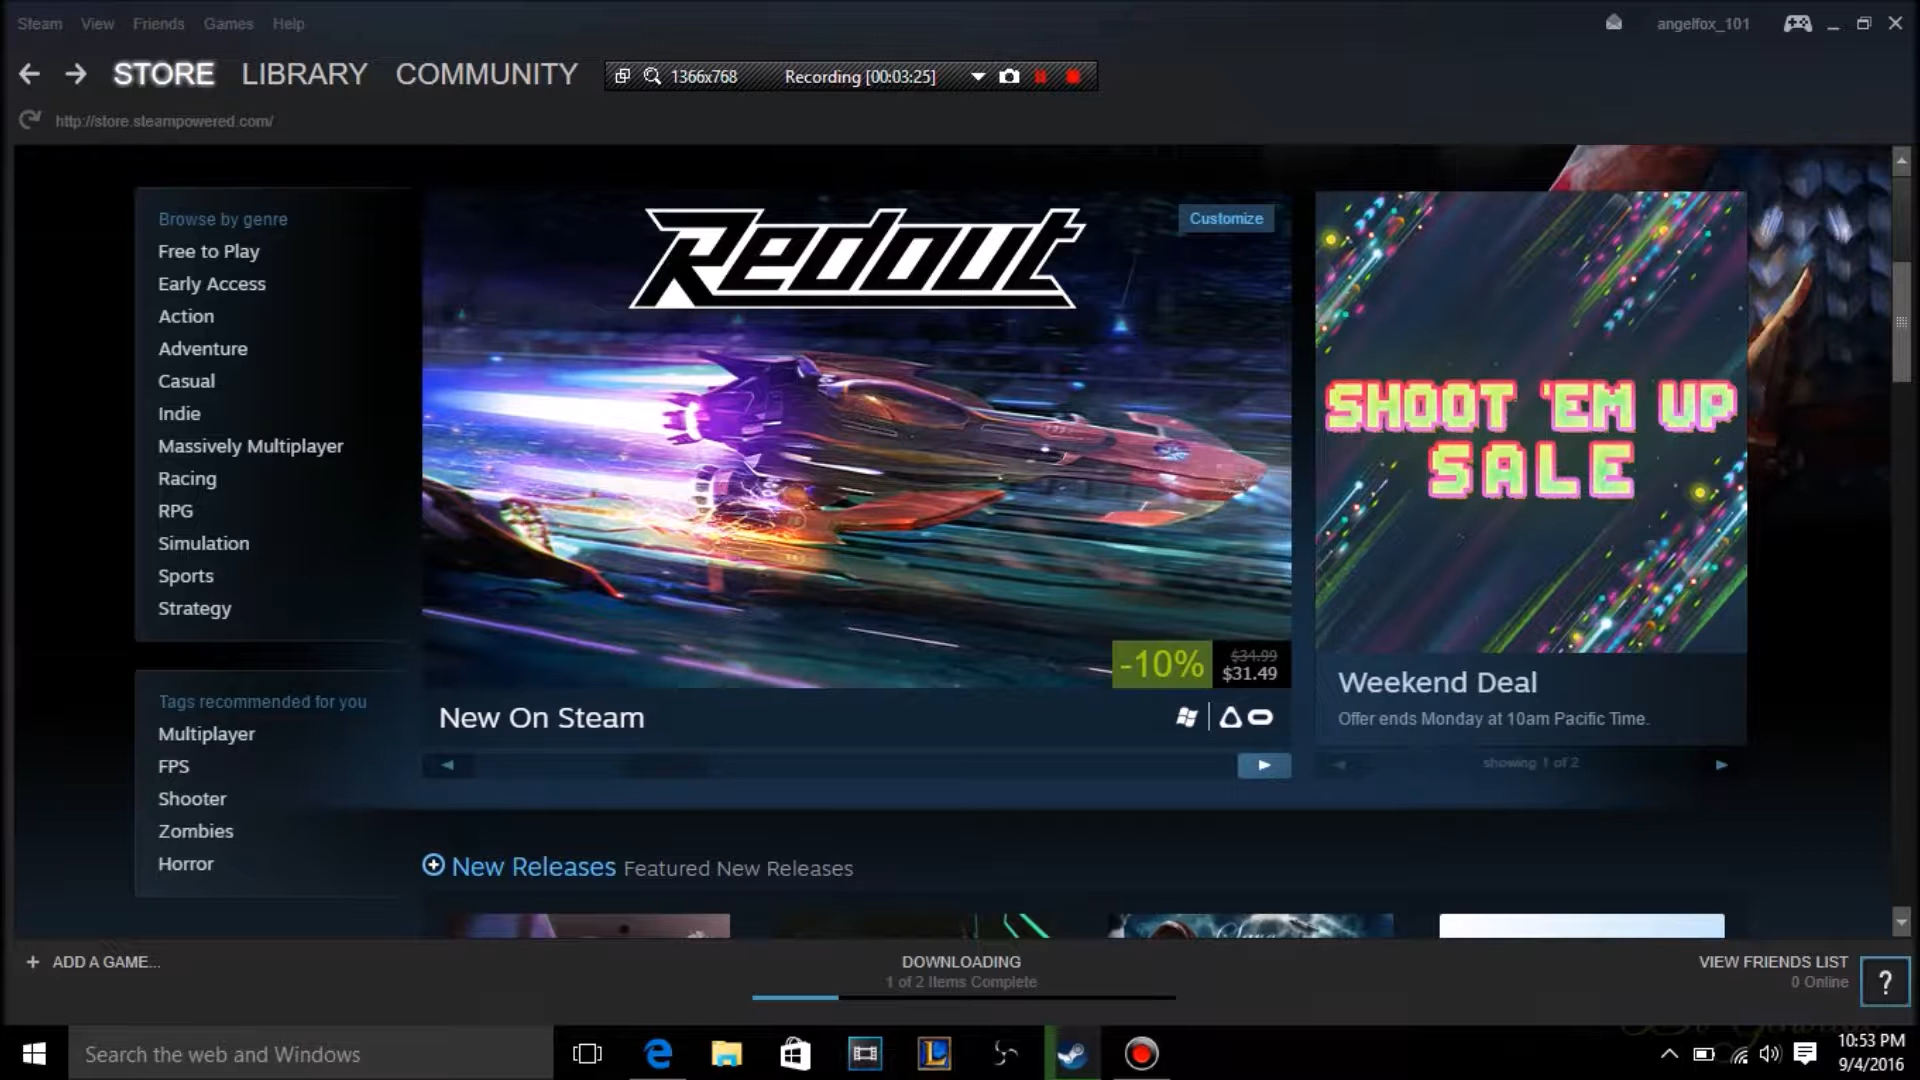 Steam View Friends Games Help
angelfox_101
STORE LIBRARY COMMUNITY
1366x768 Recording [00:03:25]
http://store.steampowered.com/
Browse by genre
Free to Play
Early Access
Action
Adventure
Casual
Indie
Massively Multiplayer
Racing
RPG
Simulation
Sports
Strategy
Tags recommended for you
Multiplayer
FPS
Shooter
Zombies
Horror
Redout
Customize
-10%
$34.99
$31.49
New On Steam
SHOOT 'EM UP
SALE
Weekend Deal
Offer ends Monday at 10am Pacific Time.
showing 1 of 2
New Releases Featured New Releases
+ ADD A GAME...
DOWNLOADING
1 of 2 Items Complete
VIEW FRIENDS LIST
0 Online
?
Search the web and Windows
10:53 PM
9/4/2016